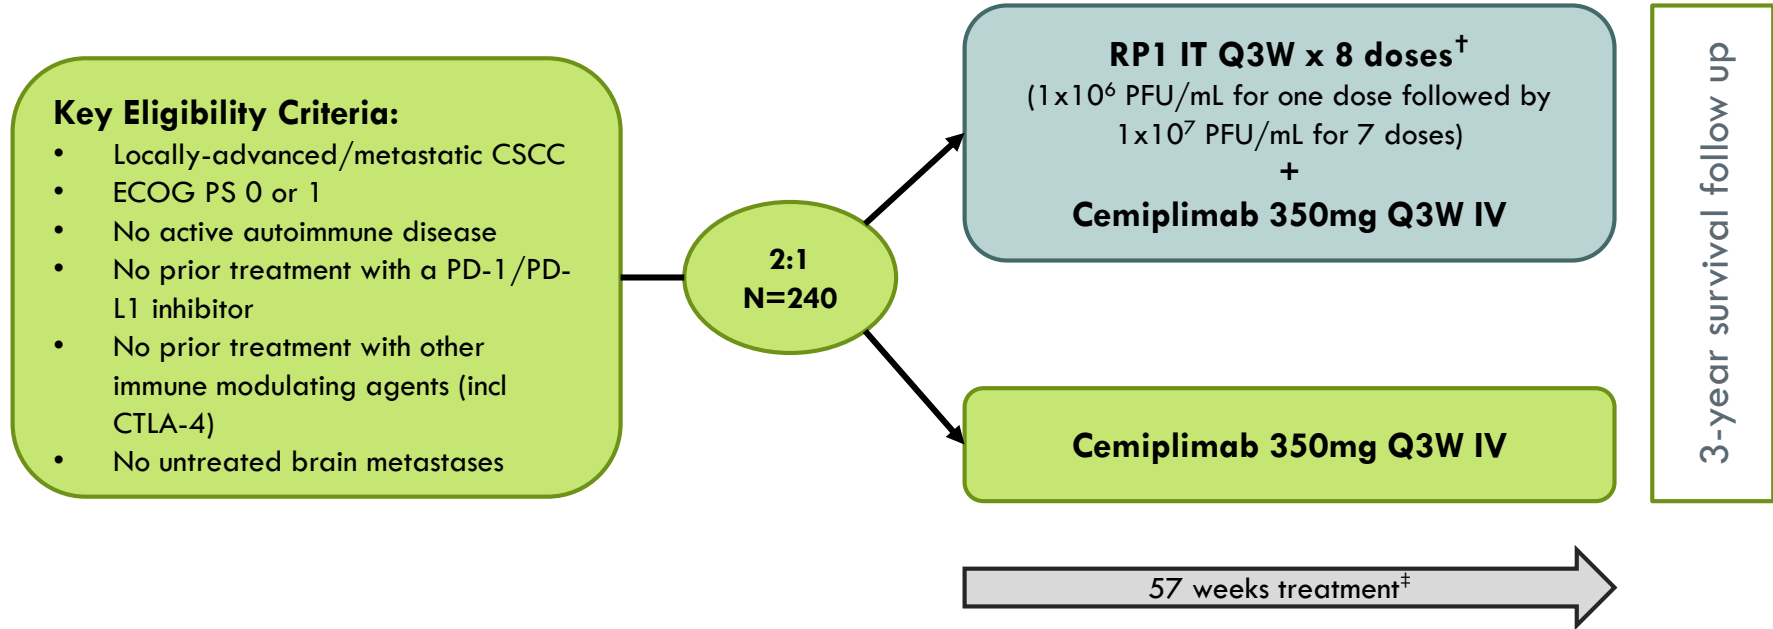 Key Eligibility Criteria:
• Locally-advanced/metastatic CSCC
• ECOG PS 0 or 1
• No active autoimmune disease
• No prior treatment with a PD-1/PD-
L1 inhibitor
• No prior treatment with other
immune modulating agents (incl
CTLA-4)
• No untreated brain metastases
2:1
N=240
RP1 IT Q3W x 8 doses†
(1x10⁶ PFU/mL for one dose followed by
1x10⁷ PFU/mL for 7 doses)
+
Cemiplimab 350mg Q3W IV
Cemiplimab 350mg Q3W IV
57 weeks treatment‡
3-year survival follow up